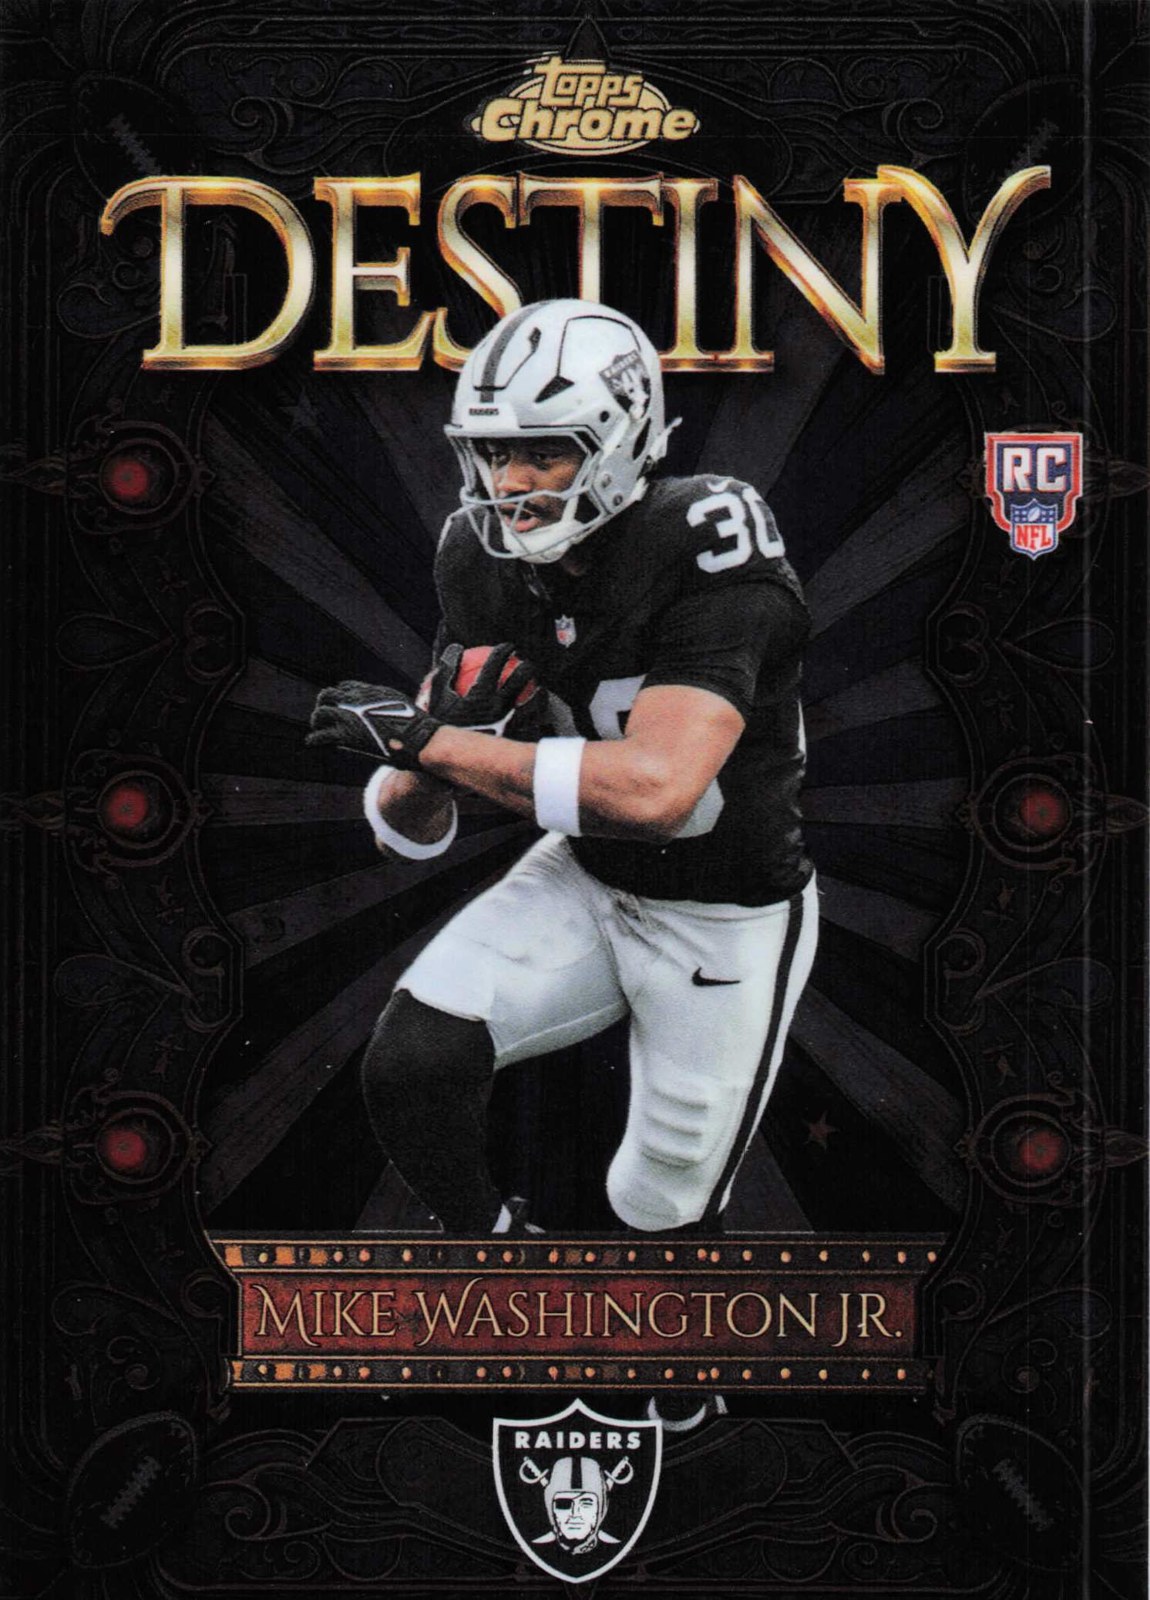 topps
Chrome
DESTINY
RAIDERS
RC
NFL
30
MIKE WASHINGTON JR.
RAIDERS